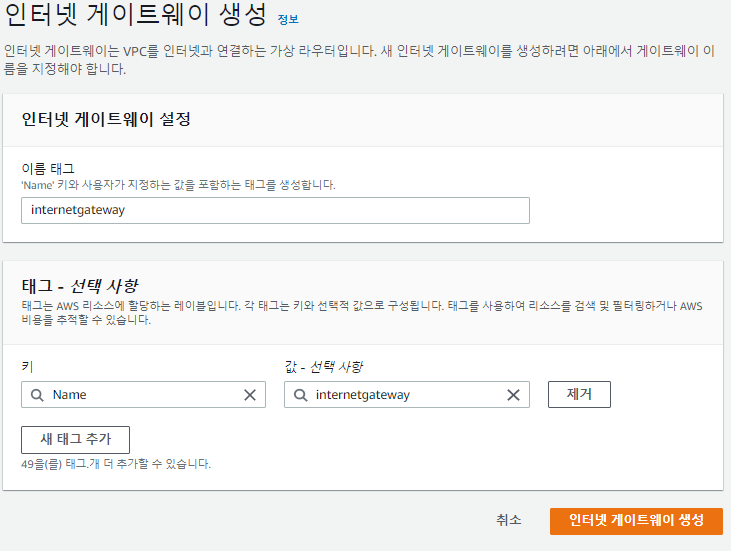 인터넷 게이트웨이 생성 정보
인터넷 게이트웨이는 VPC를 인터넷과 연결하는 가상 라우터입니다. 새 인터넷 게이트웨이를 생성하려면 아래에서 게이트웨이 이
름을 지정해야 합니다.
인터넷 게이트웨이 설정
이름 태그
'Name' 키와 사용자가 지정하는 값을 포함하는 태그를 생성합니다.
internetgateway
태그 - 선택 사항
태그는 AWS 리소스에 할당하는 레이블입니다. 각 태그는 키와 선택적 값으로 구성됩니다. 태그를 사용하여 리소스를 검색 및 필터링하거나 AWS
비용을 추적할 수 있습니다.
키 값 - 선택 사항
Name internetgateway 제거
새 태그 추가
49을(를) 태그.개 더 추가할 수 있습니다.
취소 인터넷 게이트웨이 생성